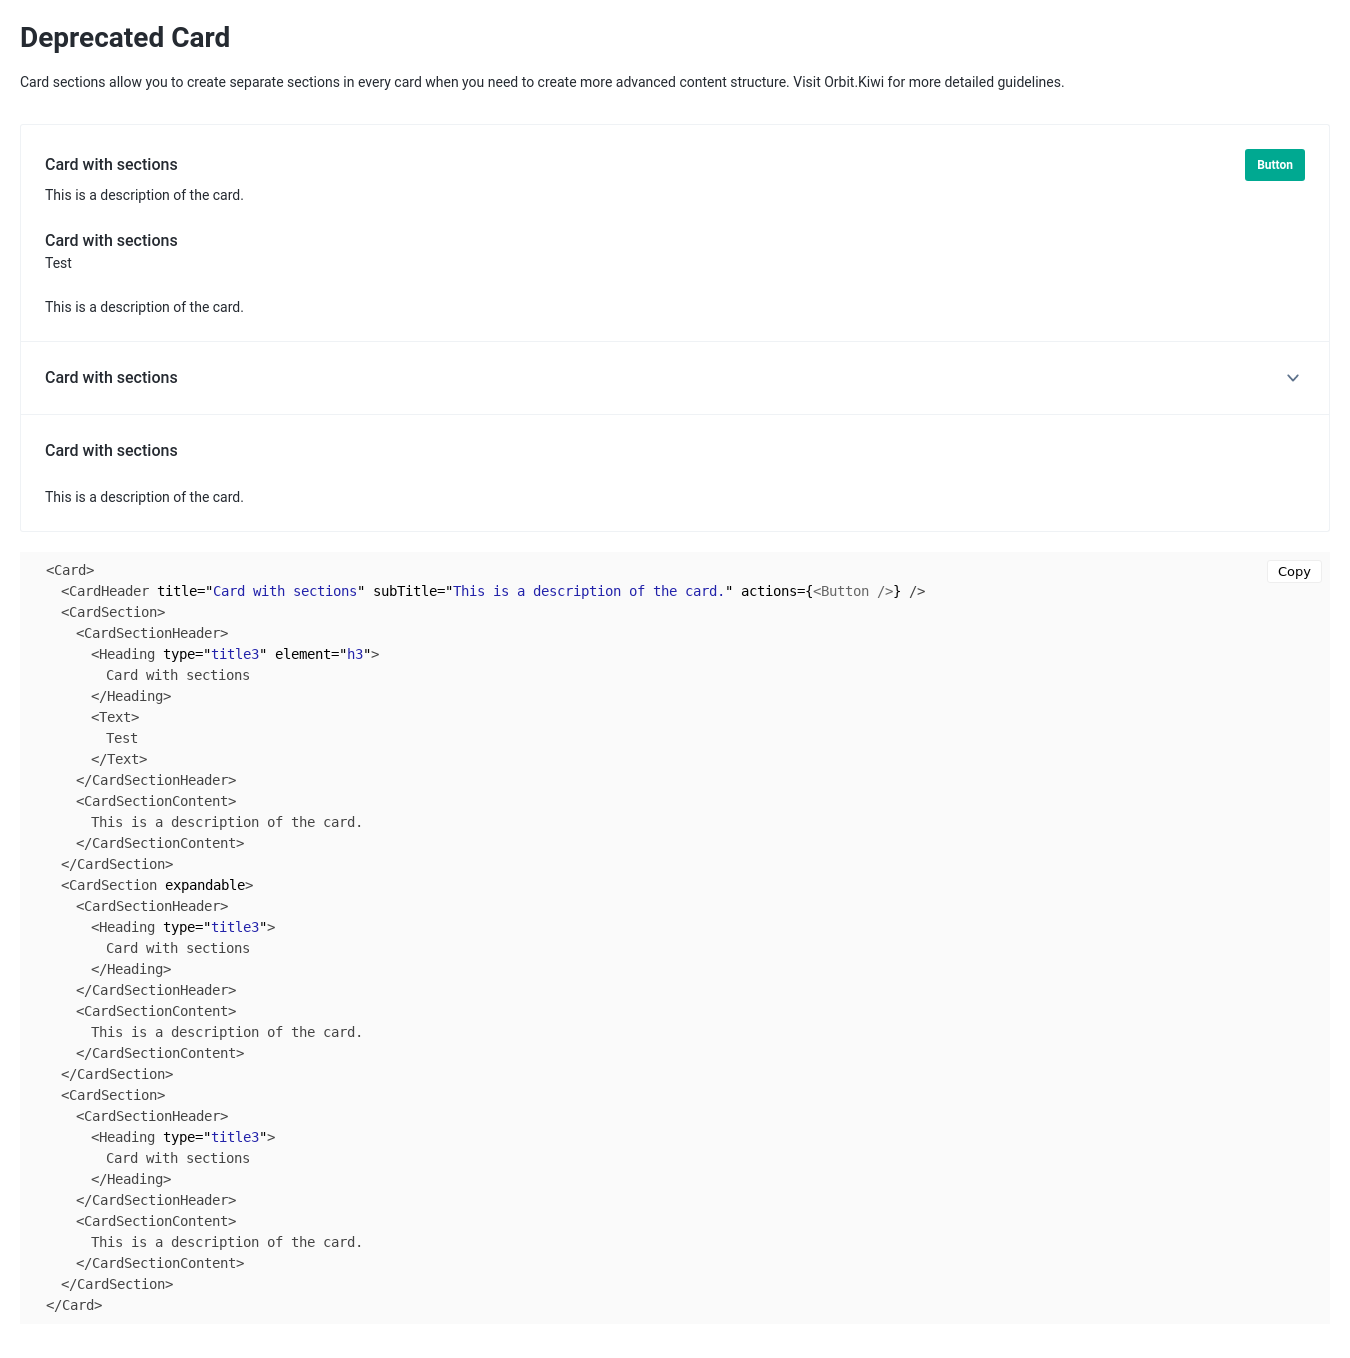 Deprecated Card
Card sections allow you to create separate sections in every card when you need to create more advanced content structure. Visit Orbit.Kiwi for more detailed guidelines.
Card with sections
Button
This is a description of the card.
Card with sections
Test
This is a description of the card.
Card with sections
Card with sections
This is a description of the card.
Copy
<Card>
  <CardHeader title="Card with sections" subTitle="This is a description of the card." actions={<Button />} />
  <CardSection>
    <CardSectionHeader>
      <Heading type="title3" element="h3">
        Card with sections
      </Heading>
      <Text>
        Test
      </Text>
    </CardSectionHeader>
    <CardSectionContent>
      This is a description of the card.
    </CardSectionContent>
  </CardSection>
  <CardSection expandable>
    <CardSectionHeader>
      <Heading type="title3">
        Card with sections
      </Heading>
    </CardSectionHeader>
    <CardSectionContent>
      This is a description of the card.
    </CardSectionContent>
  </CardSection>
  <CardSection>
    <CardSectionHeader>
      <Heading type="title3">
        Card with sections
      </Heading>
    </CardSectionHeader>
    <CardSectionContent>
      This is a description of the card.
    </CardSectionContent>
  </CardSection>
</Card>